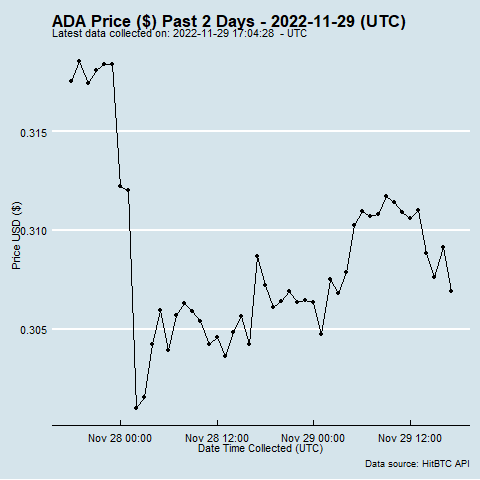 ADA Price ($) Past 2 Days - 2022-11-29 (UTC)
Latest data collected on: 2022-11-29 17:04:28  - UTC
0.315
0.310
0.305
Price USD ($)
Nov 28 00:00 Nov 28 12:00 Nov 29 00:00 Nov 29 12:00
Date Time Collected (UTC)
Data source: HitBTC API